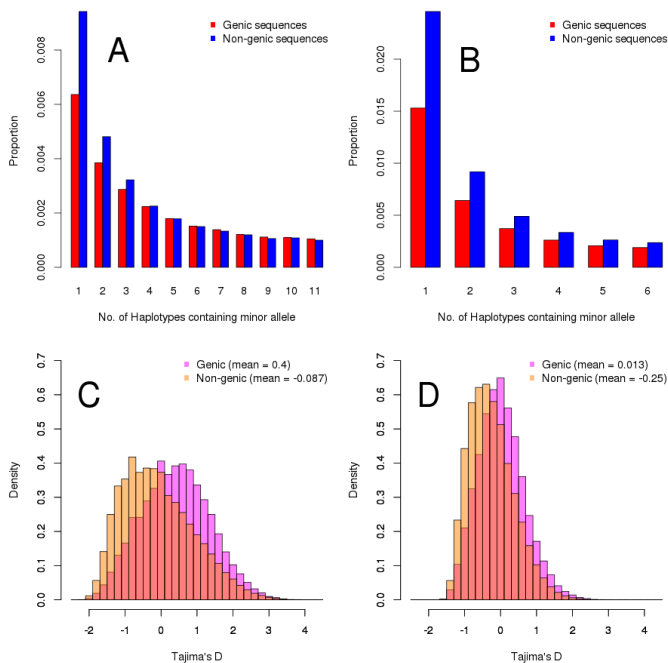 A
Genic sequences
Non-genic sequences
Proportion
0.000 0.002 0.004 0.006 0.008
1 2 3 4 5 6 7 8 9 10 11
No. of Haplotypes containing minor allele
B
Genic sequences
Non-genic sequences
Proportion
0.000 0.005 0.010 0.015 0.020
1 2 3 4 5 6
No. of Haplotypes containing minor allele
C
Genic (mean = 0.4)
Non-genic (mean = -0.087)
Density
0.0 0.1 0.2 0.3 0.4 0.5 0.6 0.7
-2 -1 0 1 2 3 4
Tajima's D
D
Genic (mean = 0.013)
Non-genic (mean = -0.25)
Density
0.0 0.1 0.2 0.3 0.4 0.5 0.6 0.7
-2 -1 0 1 2 3 4
Tajima's D